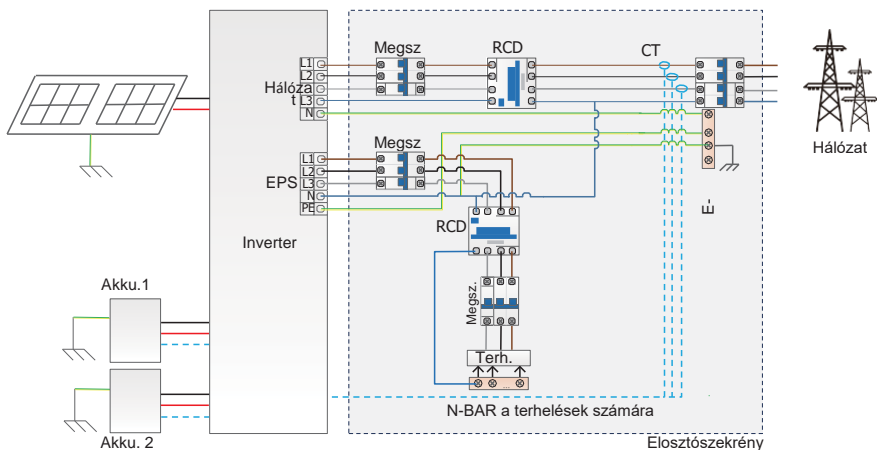 Megsz
RCD
CT
L1
L2
Hálóza
t
L3
N
Hálózat
Megsz
L1
L2
EPS
L3
N
PE
RCD
E-
Inverter
Akku.1
Megsz.
Terh.
...
N-BAR a terhelések számára
Akku. 2
Elosztószekrény